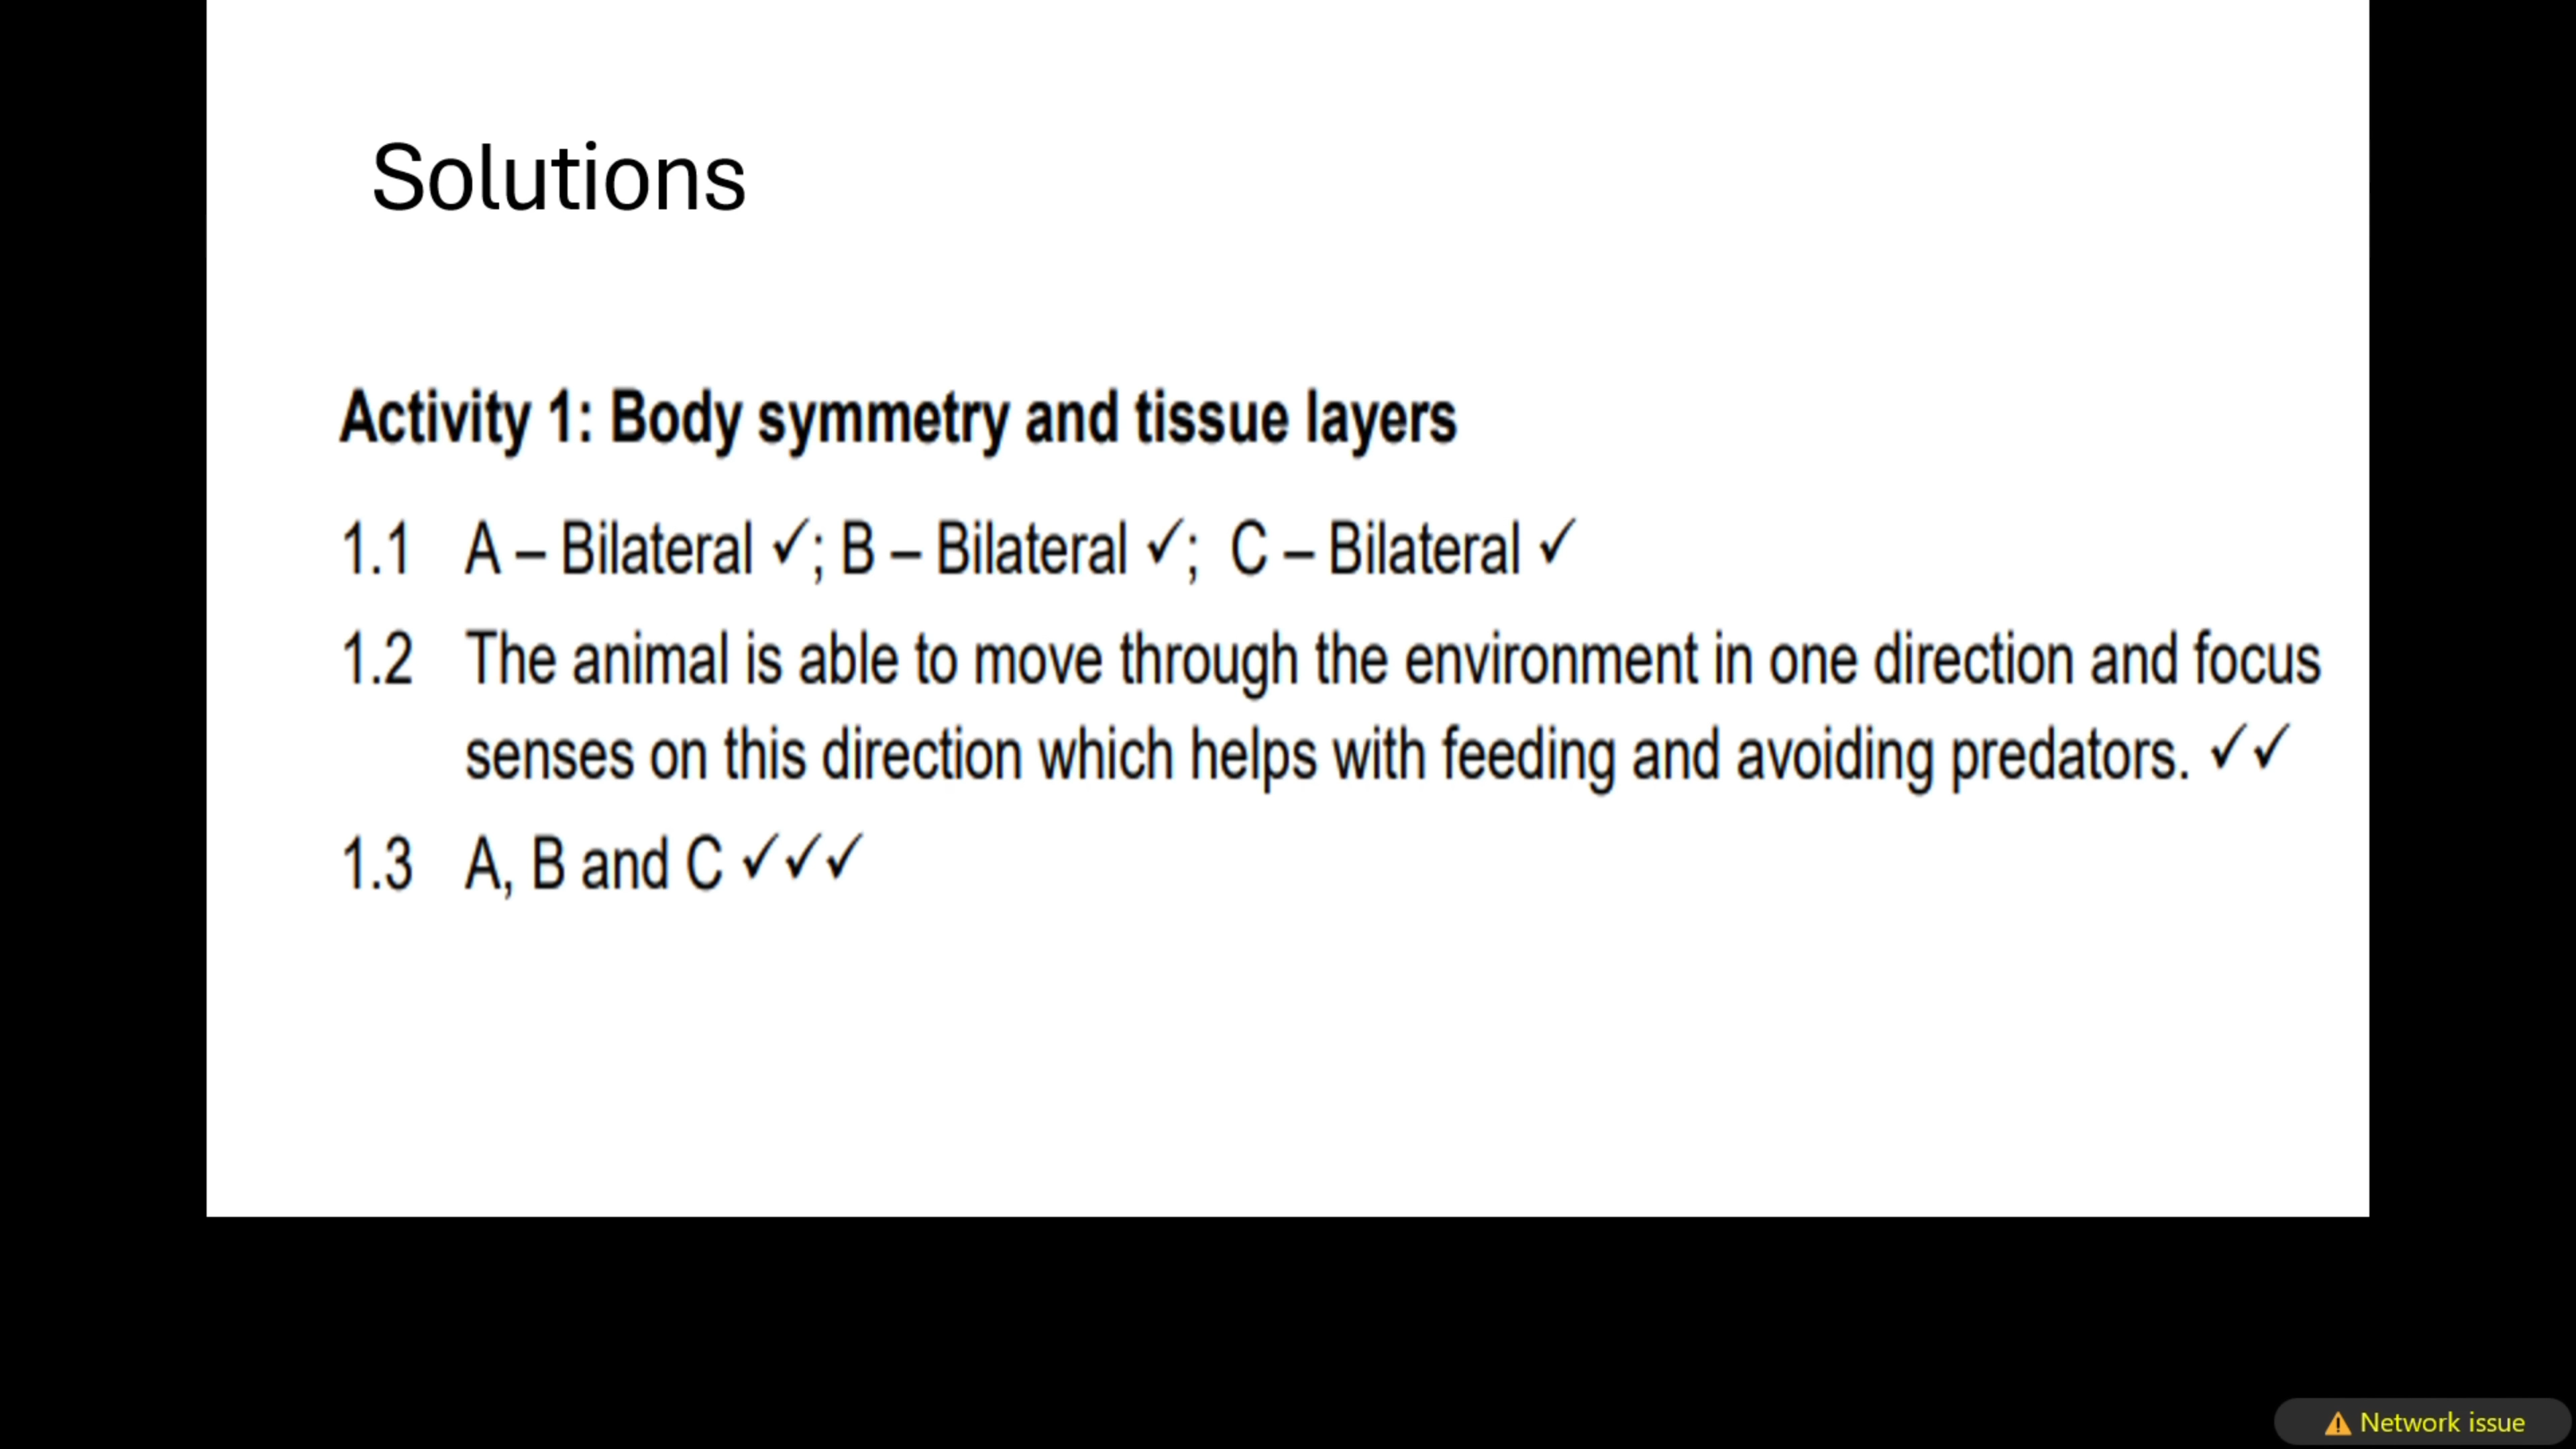 Solutions
Activity 1: Body symmetry and tissue layers
1.1 A – Bilateral ✓; B – Bilateral ✓; C – Bilateral ✓
1.2 The animal is able to move through the environment in one direction and focus
senses on this direction which helps with feeding and avoiding predators. ✓✓
1.3 A, B and C ✓✓✓
Network issue